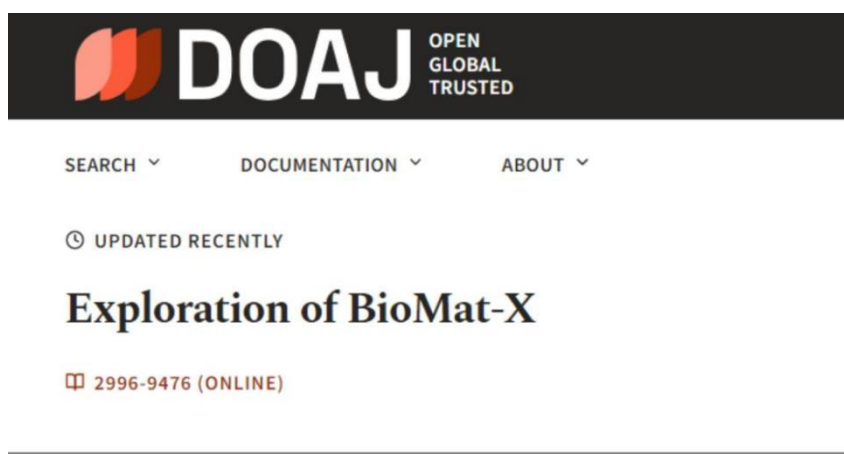 DOAJ
OPEN
GLOBAL
TRUSTED
SEARCH
DOCUMENTATION
ABOUT
UPDATED RECENTLY
Exploration of BioMat-X
2996-9476 (ONLINE)